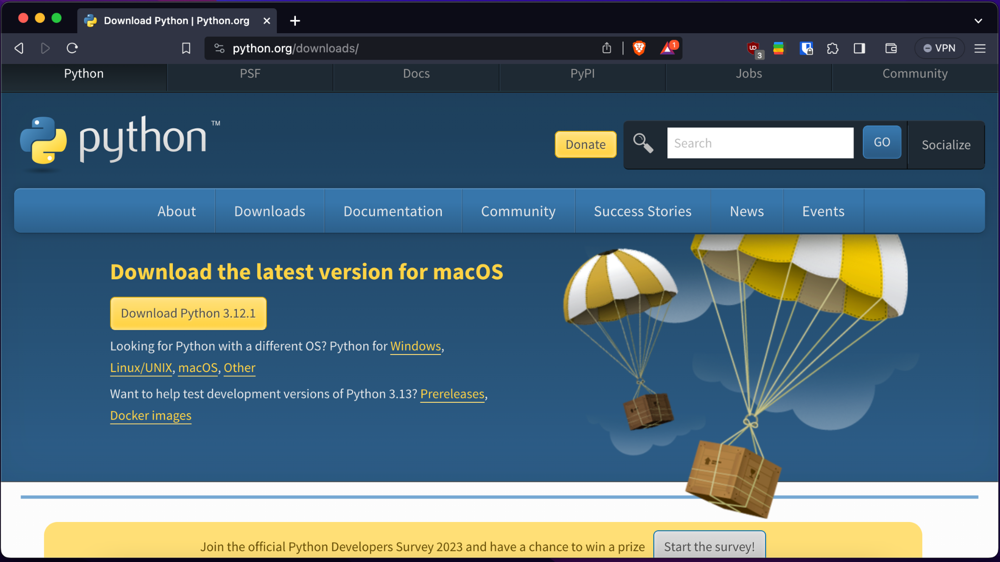 Download Python | Python.org
python.org/downloads/
1
3
VPN
Python
PSF
Docs
PyPI
Jobs
Community
python™
Donate
Search
GO
Socialize
About
Downloads
Documentation
Community
Success Stories
News
Events
Download the latest version for macOS
Download Python 3.12.1
Looking for Python with a different OS? Python for Windows,
Linux/UNIX, macOS, Other
Want to help test development versions of Python 3.13? Prereleases,
Docker images
Join the official Python Developers Survey 2023 and have a chance to win a prize
Start the survey!